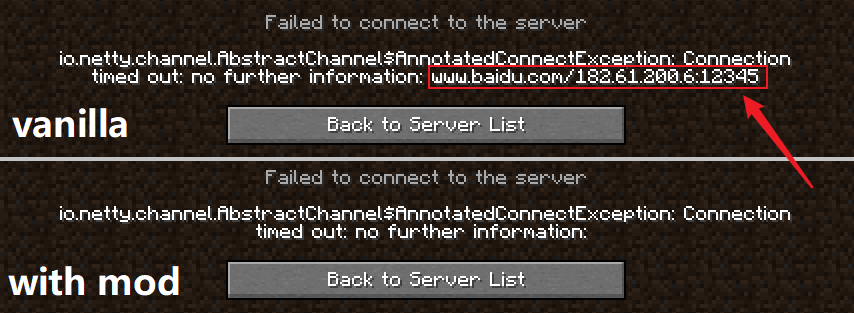 Failed to connect to the server
io.netty.channel.AbstractChannel$AnnotatedConnectException: Connection
timed out: no further information: www.baidu.com/182.61.200.6:12345
vanilla
Back to Server List
Failed to connect to the server
io.netty.channel.AbstractChannel$AnnotatedConnectException: Connection
timed out: no further information:
with mod
Back to Server List